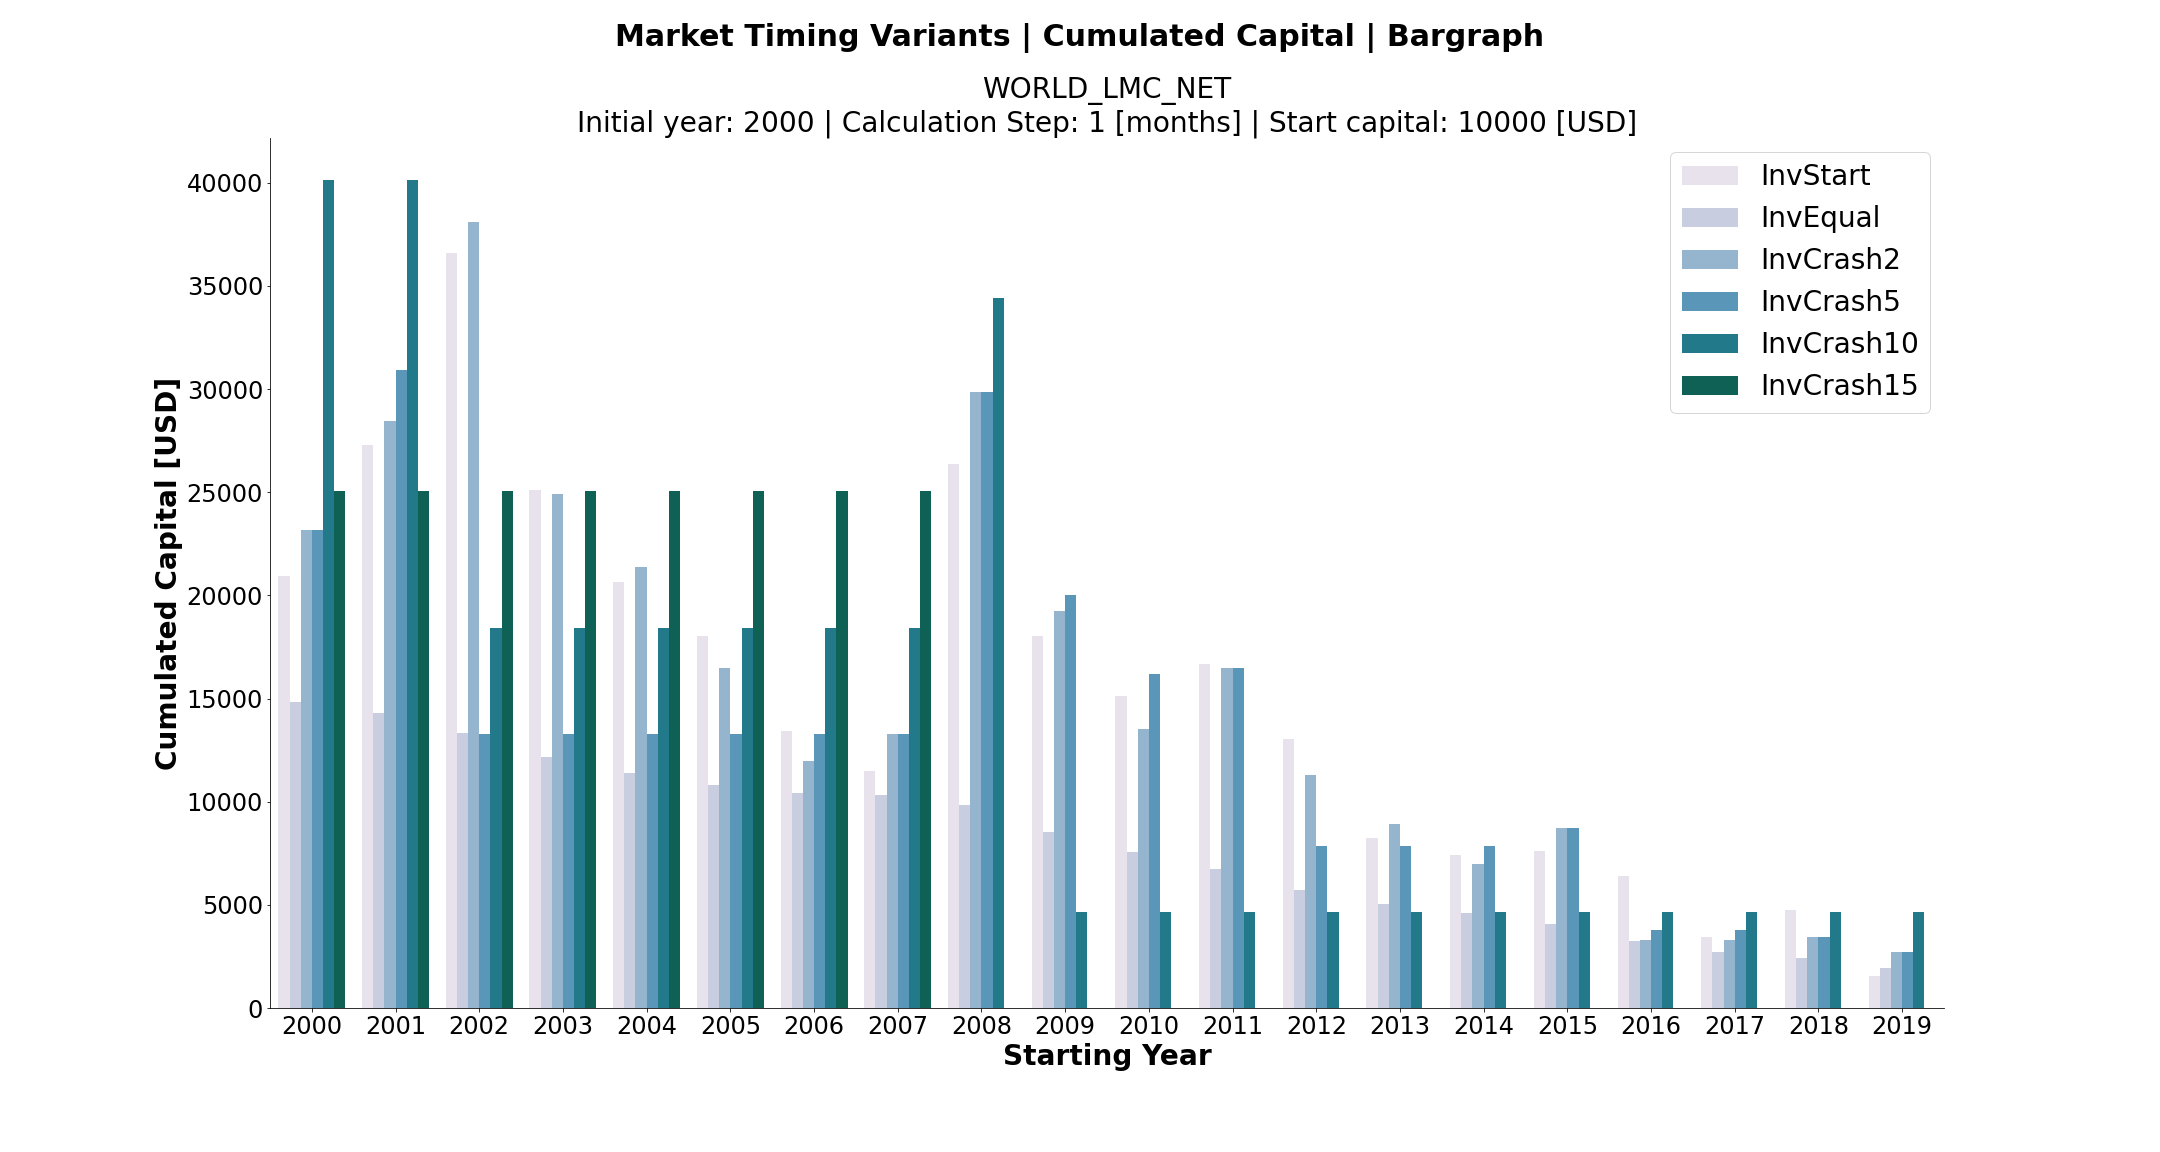 Market Timing Variants | Cumulated Capital | Bargraph
WORLD_LMC_NET
Initial year: 2000 | Calculation Step: 1 [months] | Start capital: 10000 [USD]
Cumulated Capital [USD]
40000
35000
30000
25000
20000
15000
10000
5000
0
InvStart
InvEqual
InvCrash2
InvCrash5
InvCrash10
InvCrash15
2000 2001 2002 2003 2004 2005 2006 2007 2008 2009 2010 2011 2012 2013 2014 2015 2016 2017 2018 2019
Starting Year